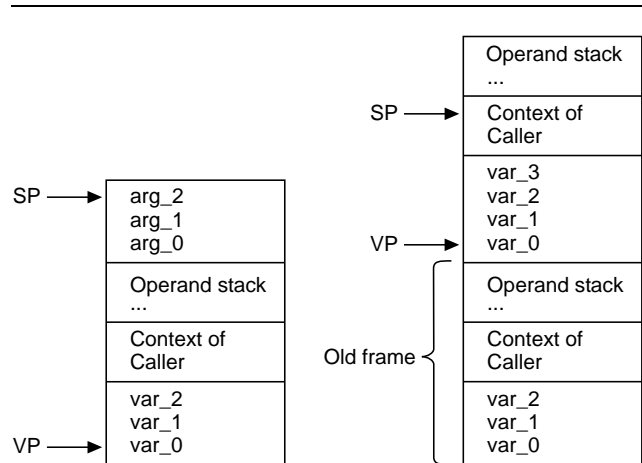 SP
arg_2
arg_1
arg_0
Operand stack
...
Context of
Caller
var_2
var_1
VP
var_0
Operand stack
...
SP
Context of
Caller
var_3
var_2
var_1
VP
var_0
Old frame
Operand stack
...
Context of
Caller
var_2
var_1
var_0